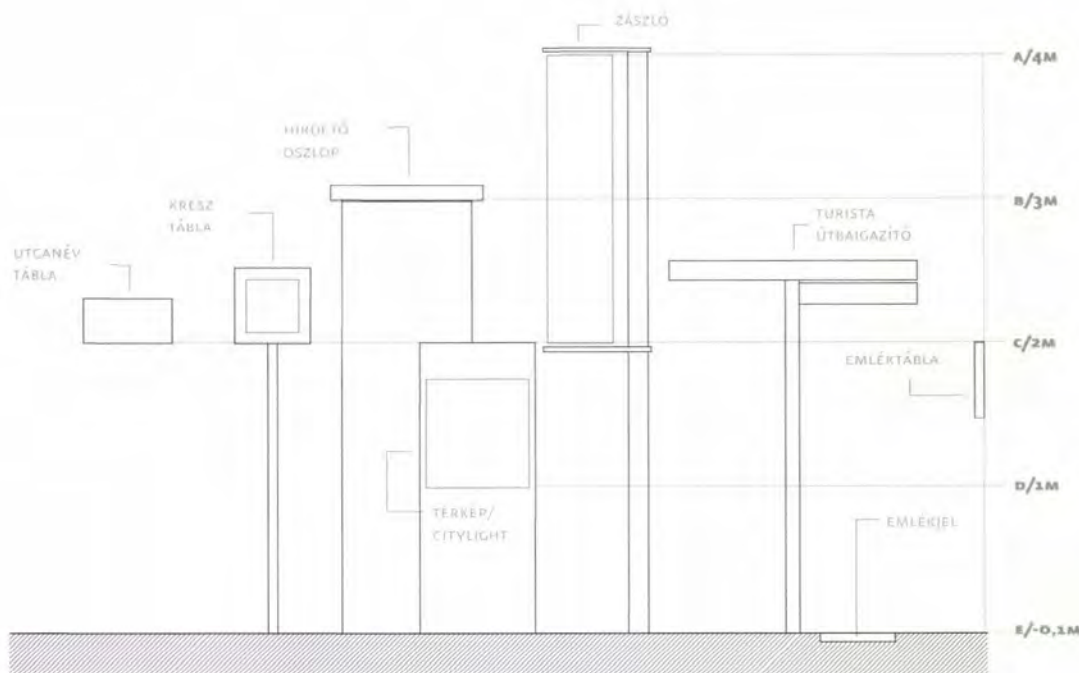 ZÁSZLÓ
A/4M
HIRDETŐ
OSZLOP
B/3M
KRESZ
TÁBLA
TURISTA
ÚTBAIGAZÍTÓ
UTCANÉV
TÁBLA
C/2M
EMLÉKTÁBLA
D/1M
TÉRKÉP/
CITYLIGHT
EMLÉKJEL
E/-0,1M